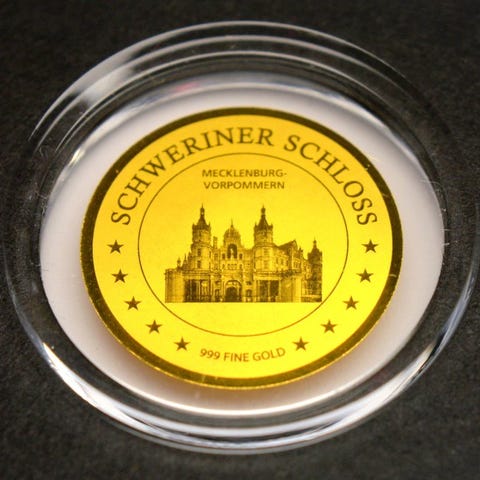 SCHWERINER SCHLOSS
MECKLENBURG-
VORPOMMERN
999 FINE GOLD